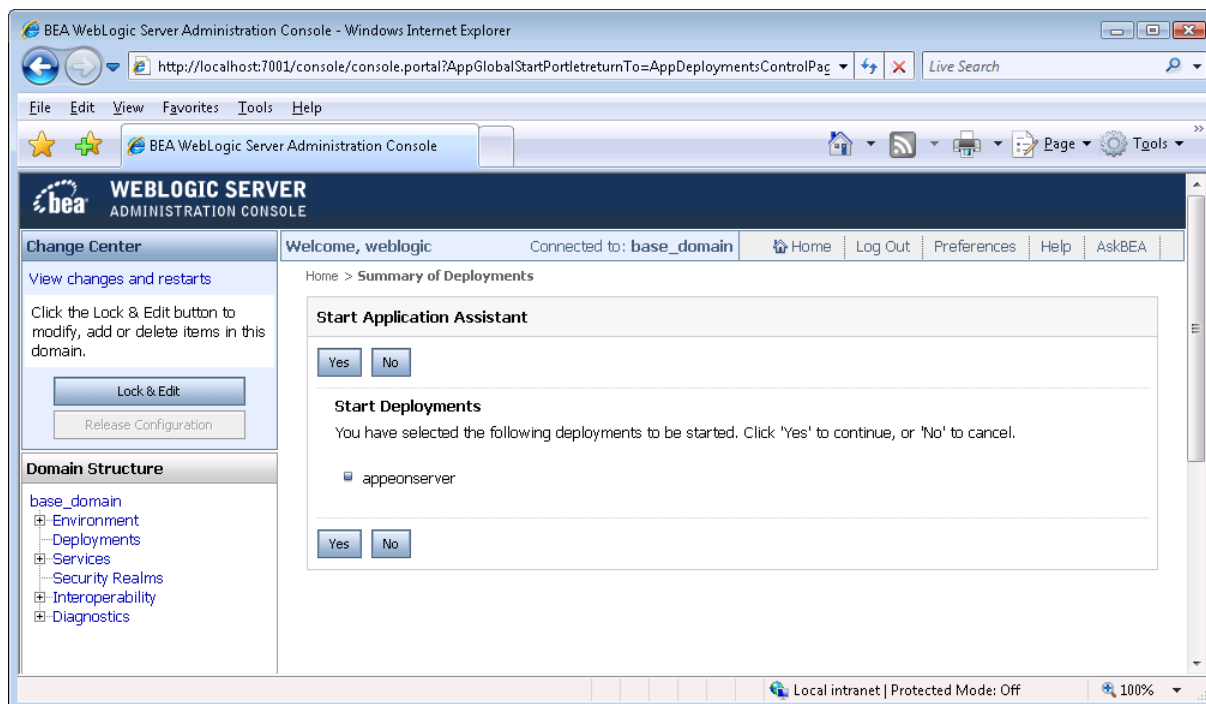 BEA WebLogic Server Administration Console - Windows Internet Explorer
http://localhost:7001/console/console.portal?AppGlobalStartPortletreturnTo=AppDeploymentsControlPag
Live Search
File Edit View Favorites Tools Help
BEA WebLogic Server Administration Console
Page Tools
bea WEBLOGIC SERVER
ADMINISTRATION CONSOLE
Change Center
View changes and restarts
Click the Lock & Edit button to
modify, add or delete items in this
domain.
Lock & Edit
Release Configuration
Domain Structure
base_domain
Environment
Deployments
Services
Security Realms
Interoperability
Diagnostics
Welcome, weblogic Connected to: base_domain Home Log Out Preferences Help AskBEA
Home > Summary of Deployments
Start Application Assistant
Yes No
Start Deployments
You have selected the following deployments to be started. Click 'Yes' to continue, or 'No' to cancel.
appeonserver
Yes No
Local intranet | Protected Mode: Off 100%